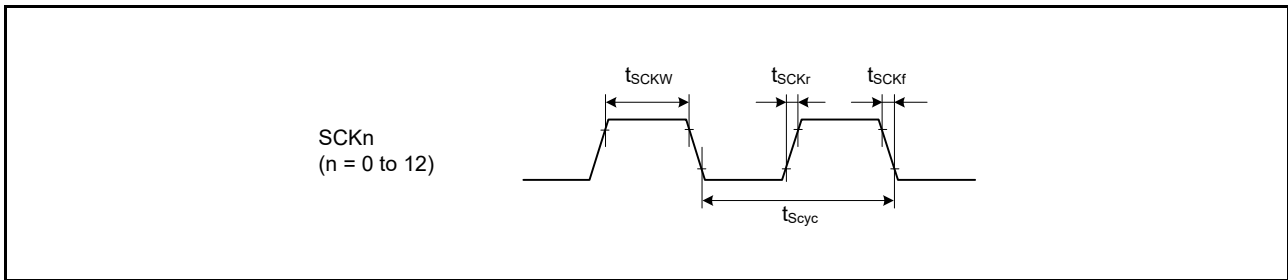 tSCKW
tSCKr
tSCKf
SCKn
(n = 0 to 12)
tScyc